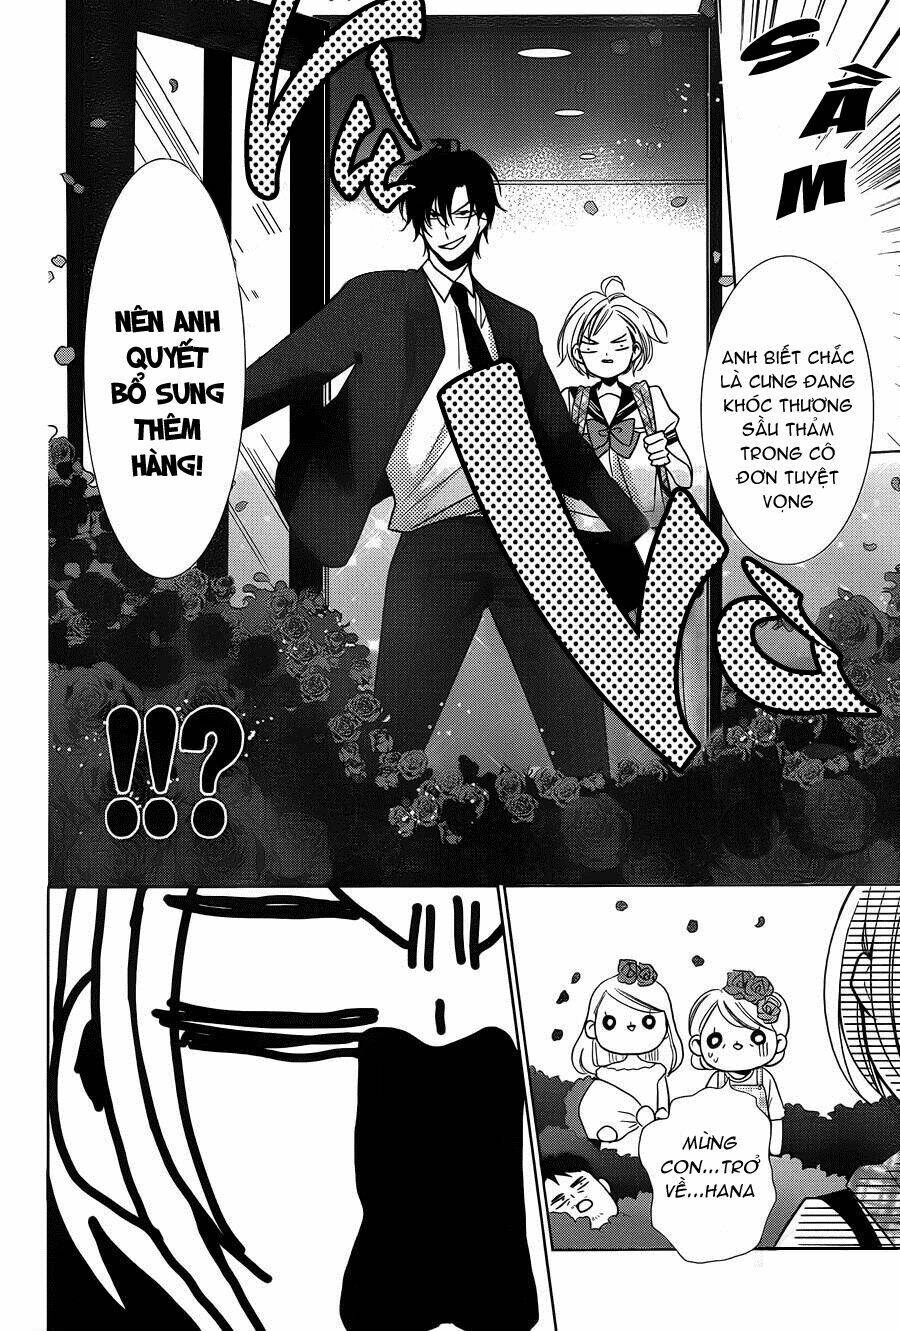 SẦM
ANH BIẾT CHẮC
LÀ CƯNG ĐANG
KHÓC THƯƠNG
SẦU THẢM
TRONG CÔ
ĐƠN TUYỆT
VỌNG
NÊN ANH
QUYẾT
BỔ SUNG
THÊM
HÀNG!
!!?
MỪNG
CON...TRỞ
VỀ...HANA